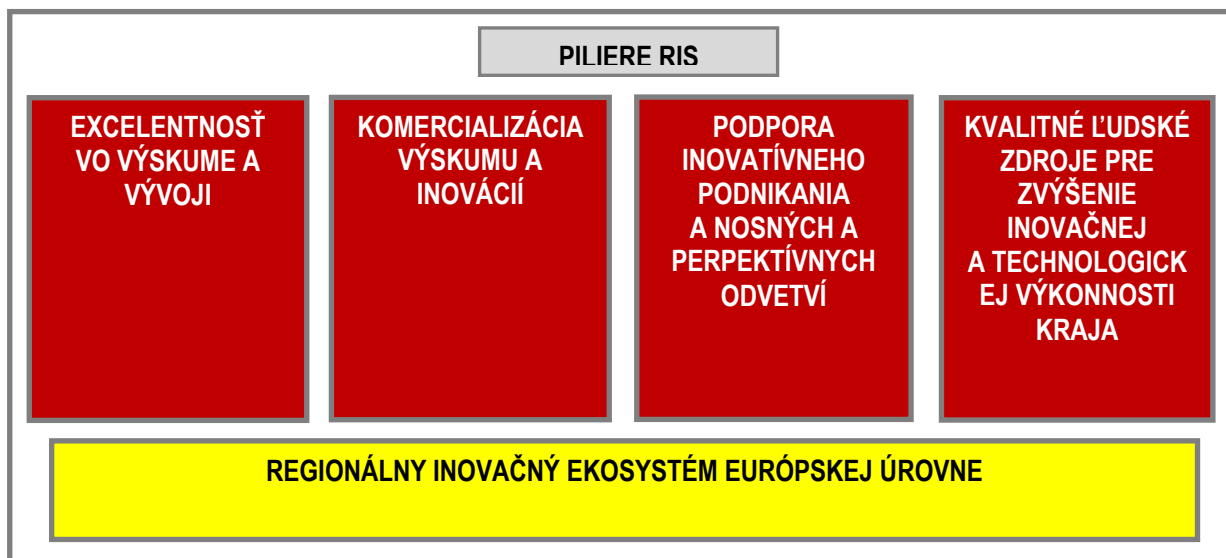 PILIERE RIS
EXCELENTNOSŤ
VO VÝSKUME A
VÝVOJI
KOMERCIALIZÁCIA
VÝSKUMU A
INOVÁCIÍ
PODPORA
INOVATÍVNEHO
PODNIKANIA
A NOSNÝCH A
PERPEKTÍVNYCH
ODVETVÍ
KVALITNÉ ĽUDSKÉ
ZDROJE PRE
ZVÝŠENIE
INOVAČNEJ
A TECHNOLOGICK
EJ VÝKONNOSTI
KRAJA
REGIONÁLNY INOVAČNÝ EKOSYSTÉM EURÓPSKEJ ÚROVNE